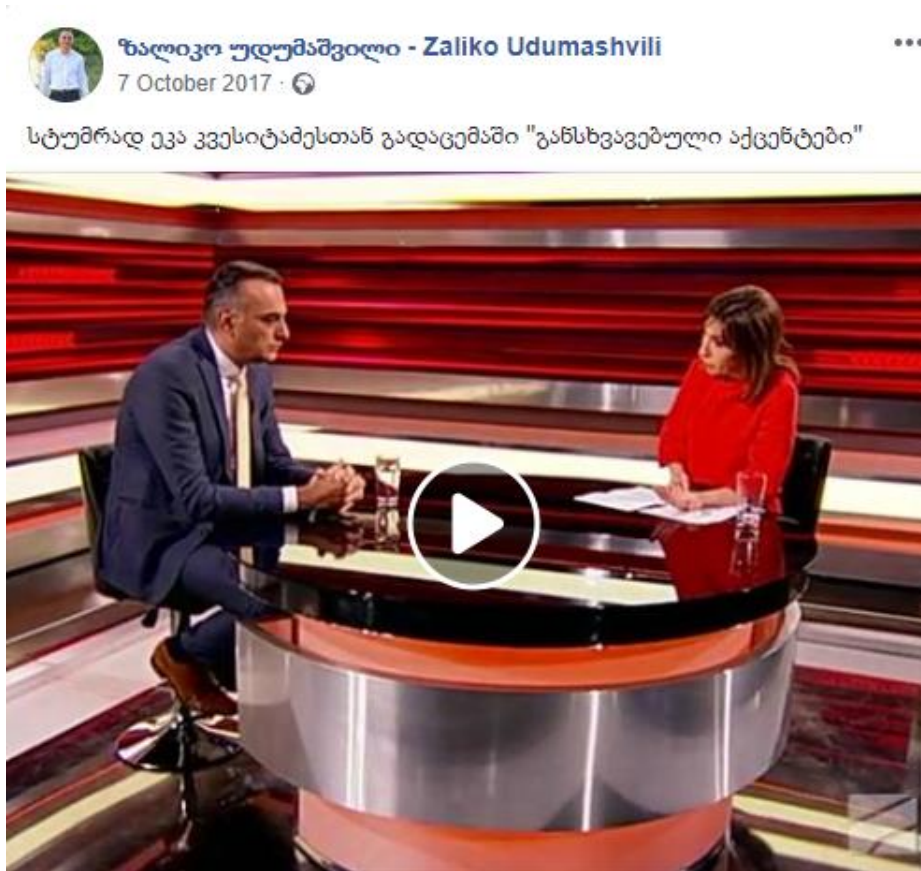 ზალიკო უდუმაშვილი - Zaliko Udumashvili
7 October 2017 ·
სტუმრად ეკა კვესიტაძესთან გადაცემაში "განსხვავებული აქცენტები"